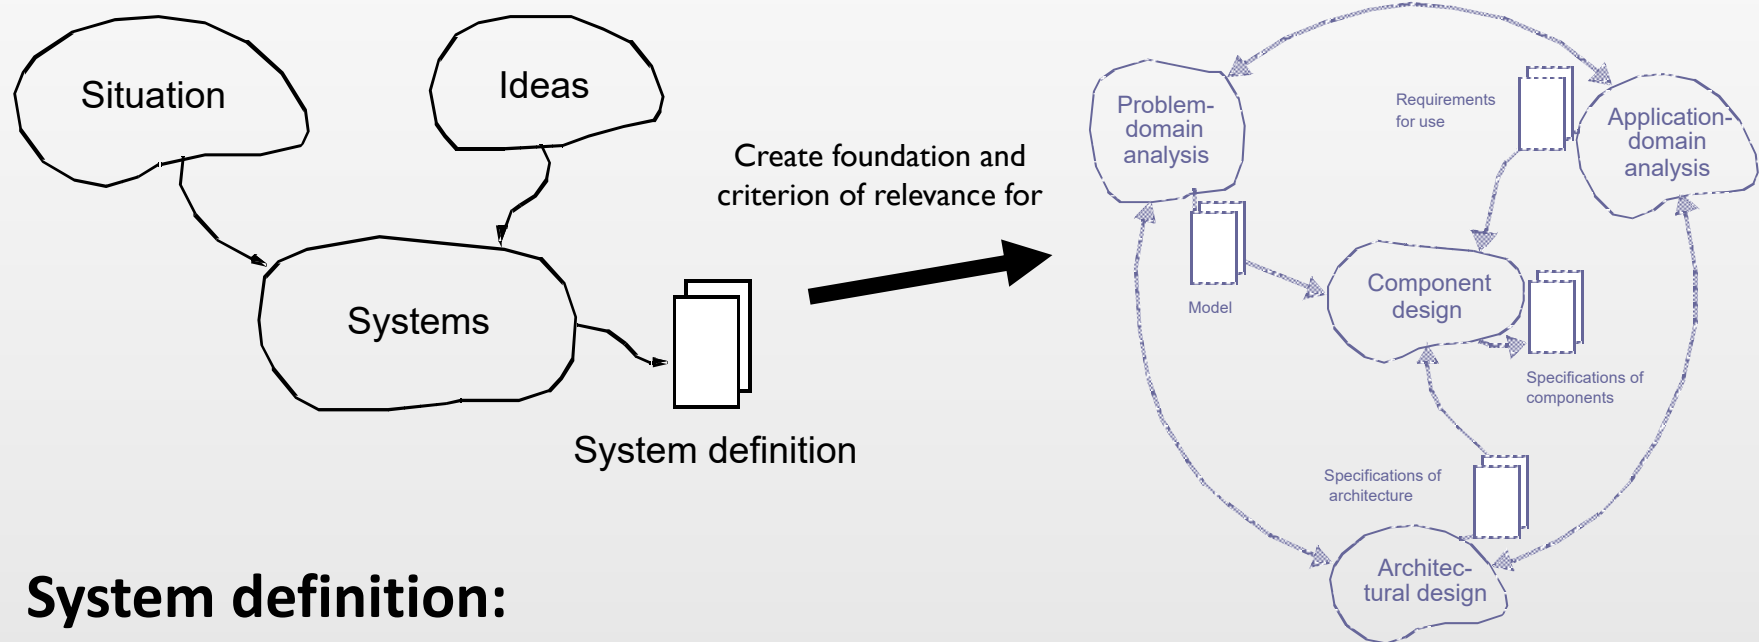 Situation
Ideas
Systems
System definition
Create foundation and
criterion of relevance for
Problem-
domain
analysis
Requirements
for use
Application-
domain
analysis
Model
Component
design
Specifications of
components
Specifications of
architecture
Architec-
tural design
System definition: